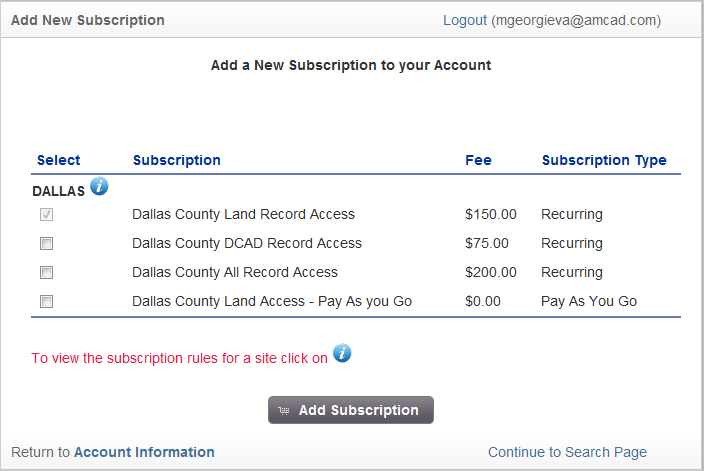 Add New Subscription Logout (mgeorgieva@amcad.com)
Add a New Subscription to your Account
Select Subscription Fee Subscription Type
DALLAS i
Dallas County Land Record Access $150.00 Recurring
Dallas County DCAD Record Access $75.00 Recurring
Dallas County All Record Access $200.00 Recurring
Dallas County Land Access - Pay As you Go $0.00 Pay As You Go
To view the subscription rules for a site click on i
Add Subscription
Return to Account Information Continue to Search Page